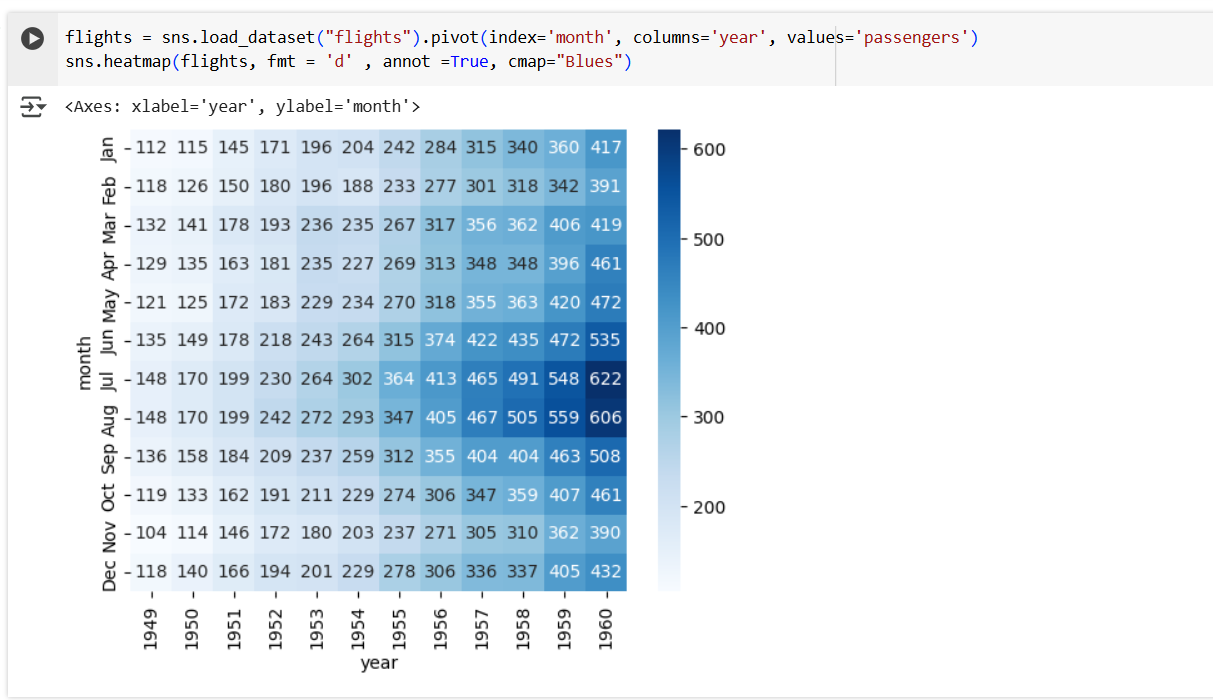 flights = sns.load_dataset("flights").pivot(index='month', columns='year', values='passengers')
sns.heatmap(flights, fmt = 'd' , annot =True, cmap="Blues")
<Axes: xlabel='year', ylabel='month'>
Jan 112 115 145 171 196 204 242 284 315 340 360 417
Feb 118 126 150 180 196 188 233 277 301 318 342 391
Mar 132 141 178 193 236 235 267 317 356 362 406 419
Apr 129 135 163 181 235 227 269 313 348 348 396 461
May 121 125 172 183 229 234 270 318 355 363 420 472
Jun 135 149 178 218 243 264 315 374 422 435 472 535
Jul 148 170 199 230 264 302 364 413 465 491 548 622
Aug 148 170 199 242 272 293 347 405 467 505 559 606
Sep 136 158 184 209 237 259 312 355 404 404 463 508
Oct 119 133 162 191 211 229 274 306 347 359 407 461
Nov 104 114 146 172 180 203 237 271 305 310 362 390
Dec 118 140 166 194 201 229 278 306 336 337 405 432
month
1949 1950 1951 1952 1953 1954 1955 1956 1957 1958 1959 1960
year
600
500
400
300
200